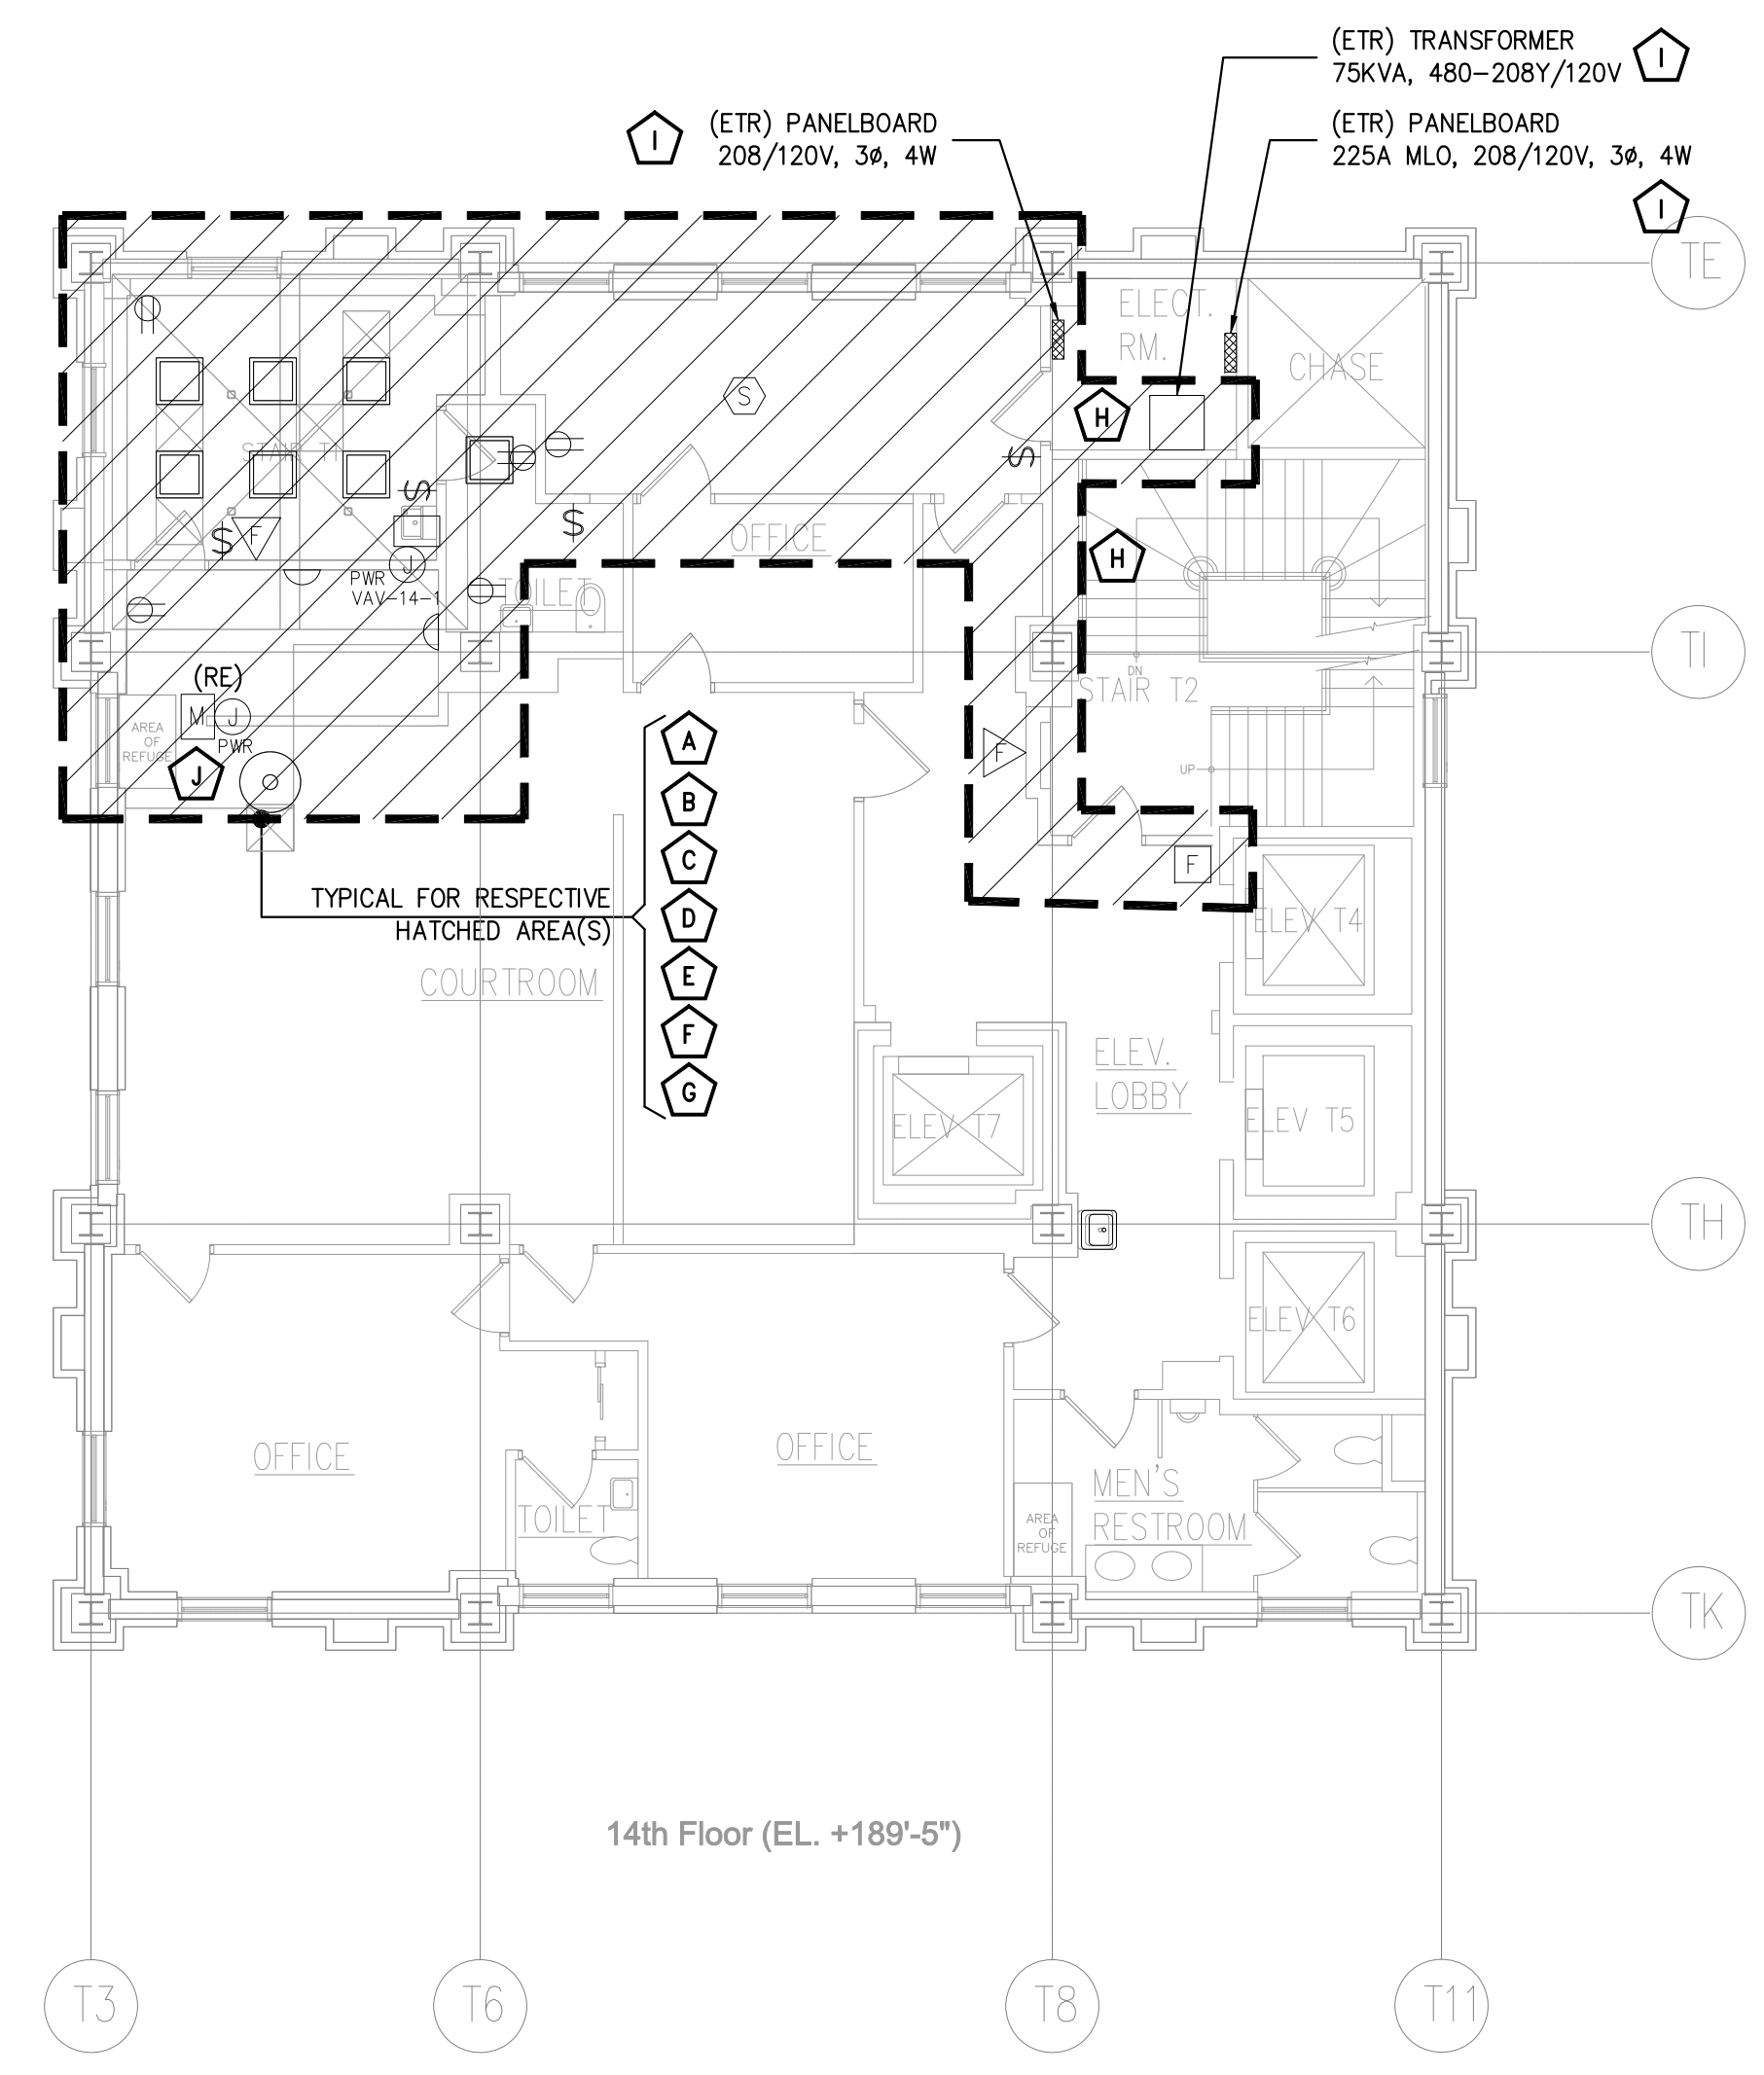 (ETR) TRANSFORMER
75KVA, 480-208Y/120V
I
I
(ETR) PANELBOARD
208/120V, 3ø, 4W
(ETR) PANELBOARD
225A MLO, 208/120V, 3ø, 4W
I
TE
ELECT.
RM.
CHASE
S
H
STAIR T1
$
$
$
$
F
OFFICE
H
J
PWR
VAV-14-1
TOILET
TI
DN
STAIR T2
(RE)
M
J
PWR
AREA
OF
REFUGE
J
A
F
UP
B
C
F
TYPICAL FOR RESPECTIVE
HATCHED AREA(S)
D
ELEV T4
COURTROOM
E
F
G
ELEV.
LOBBY
ELEV T7
ELEV T5
TH
ELEV T6
OFFICE
OFFICE
MEN'S
RESTROOM
TOILET
AREA
OF
REFUGE
TK
14th Floor (EL. +189'-5")
T3
T6
T8
T11